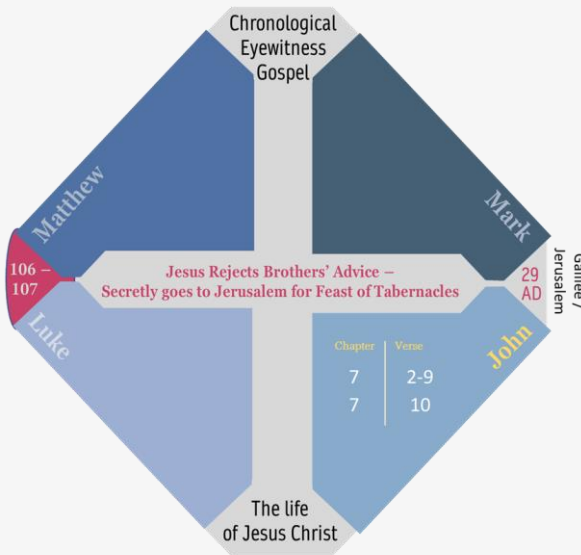 Chronological
Eyewitness
Gospel
Matthew
Mark
106 –
107
Jesus Rejects Brothers’ Advice –
Secretly goes to Jerusalem for Feast of Tabernacles
29
AD
Galilee /
Jerusalem
Luke
John
Chapter Verse
7 2-9
7 10
The life
of Jesus Christ